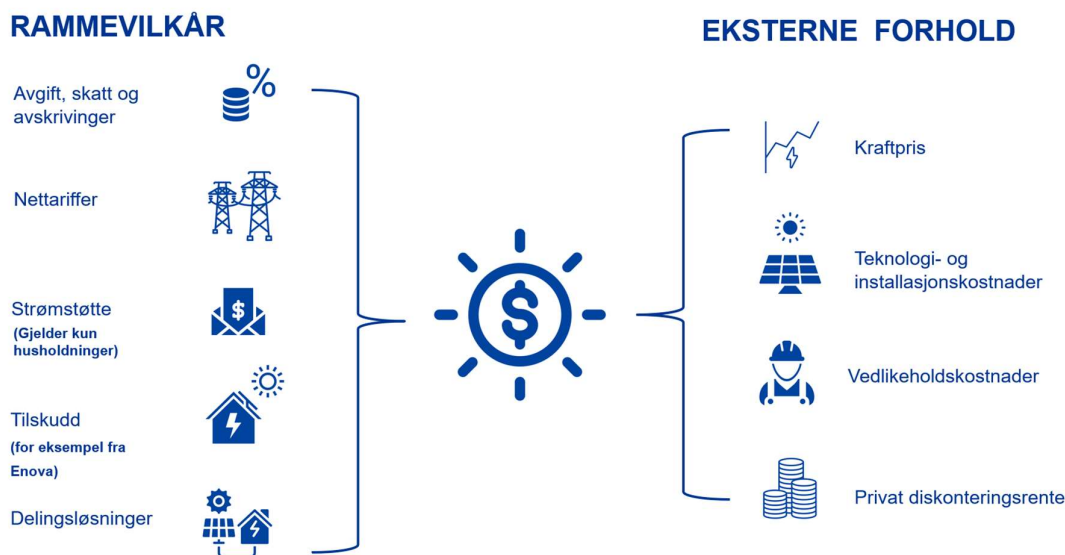 RAMMEVILKÅR
Avgift, skatt og
avskrivinger
%
Nettariffer
Strømstøtte
(Gjelder kun
husholdninger)
$
Tilskudd
(for eksempel fra
Enova)
Delingsløsninger
$
EKSTERNE FORHOLD
Kraftpris
Teknologi- og
installasjonskostnader
Vedlikeholdskostnader
Privat diskonteringsrente